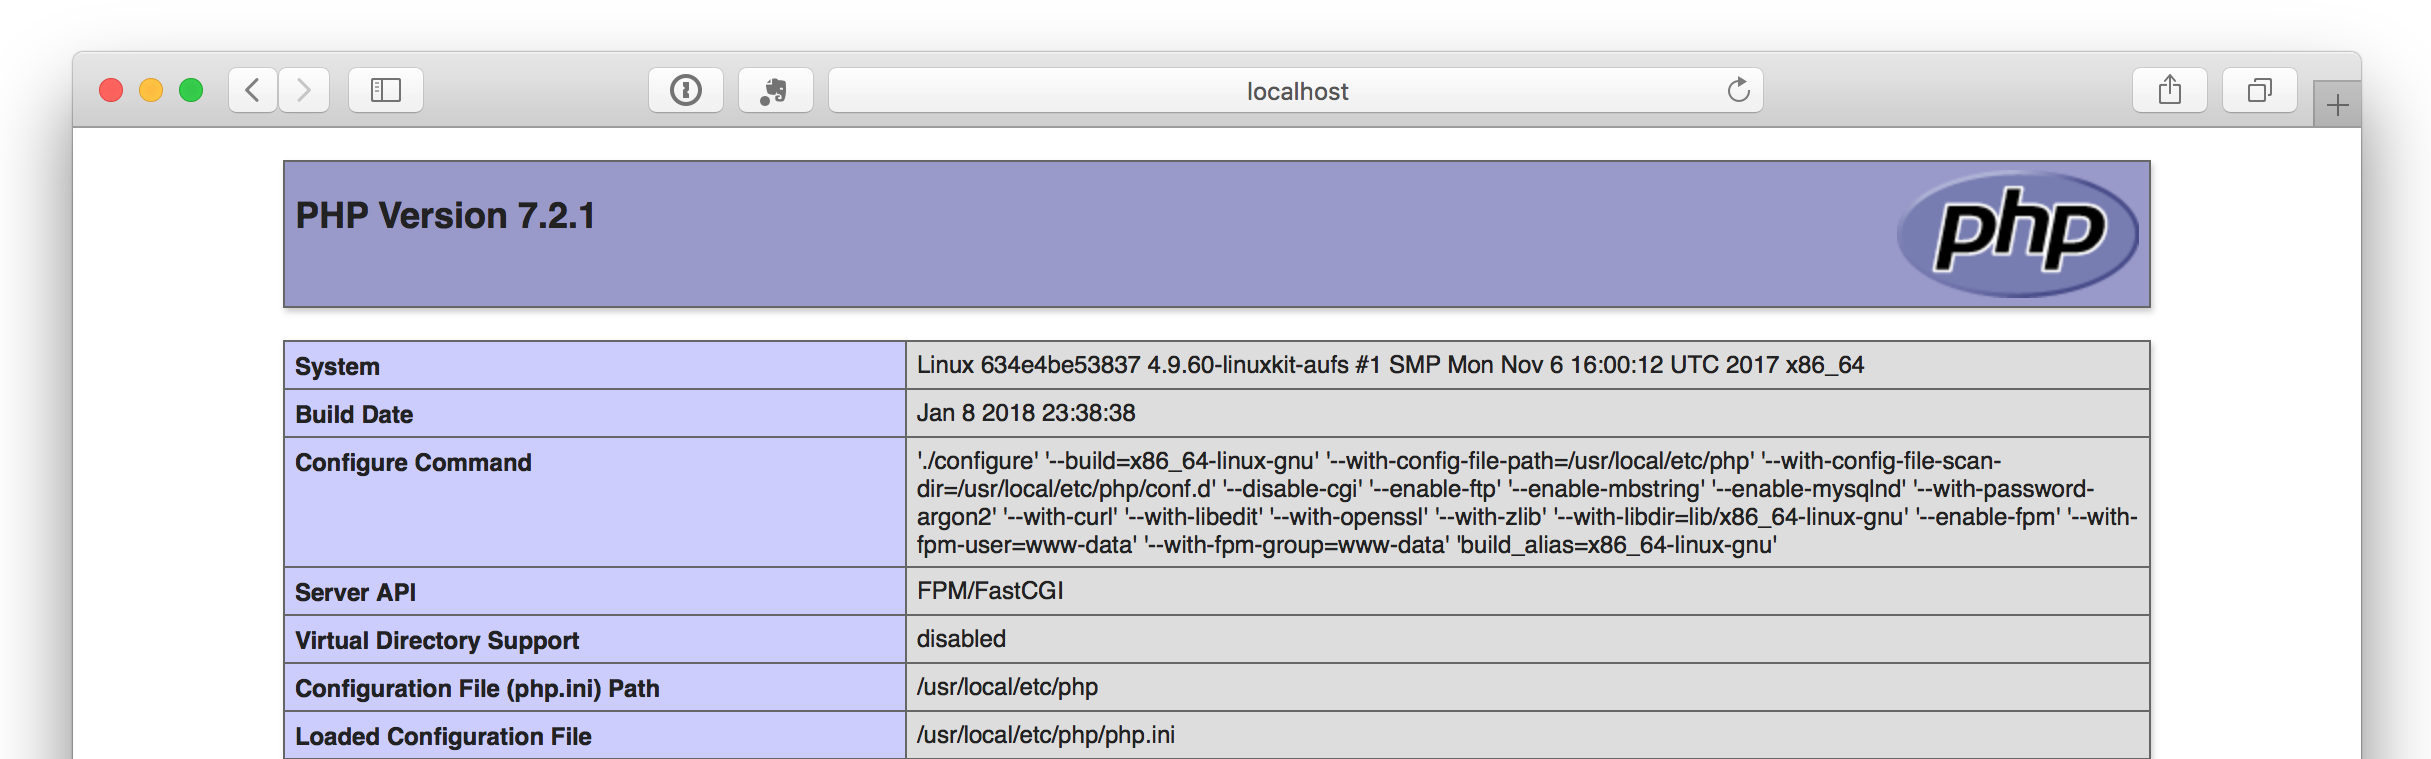 localhost
PHP Version 7.2.1
php
System
Linux 634e4be53837 4.9.60-linuxkit-aufs #1 SMP Mon Nov 6 16:00:12 UTC 2017 x86_64
Build Date
Jan 8 2018 23:38:38
Configure Command
'./configure' '--build=x86_64-linux-gnu' '--with-config-file-path=/usr/local/etc/php' '--with-config-file-scan-
dir=/usr/local/etc/php/conf.d' '--disable-cgi' '--enable-ftp' '--enable-mbstring' '--enable-mysqlnd' '--with-password-
argon2' '--with-curl' '--with-libedit' '--with-openssl' '--with-zlib' '--with-libdir=lib/x86_64-linux-gnu' '--enable-fpm' '--with-
fpm-user=www-data' '--with-fpm-group=www-data' 'build_alias=x86_64-linux-gnu'
Server API
FPM/FastCGI
Virtual Directory Support
disabled
Configuration File (php.ini) Path
/usr/local/etc/php
Loaded Configuration File
/usr/local/etc/php/php.ini